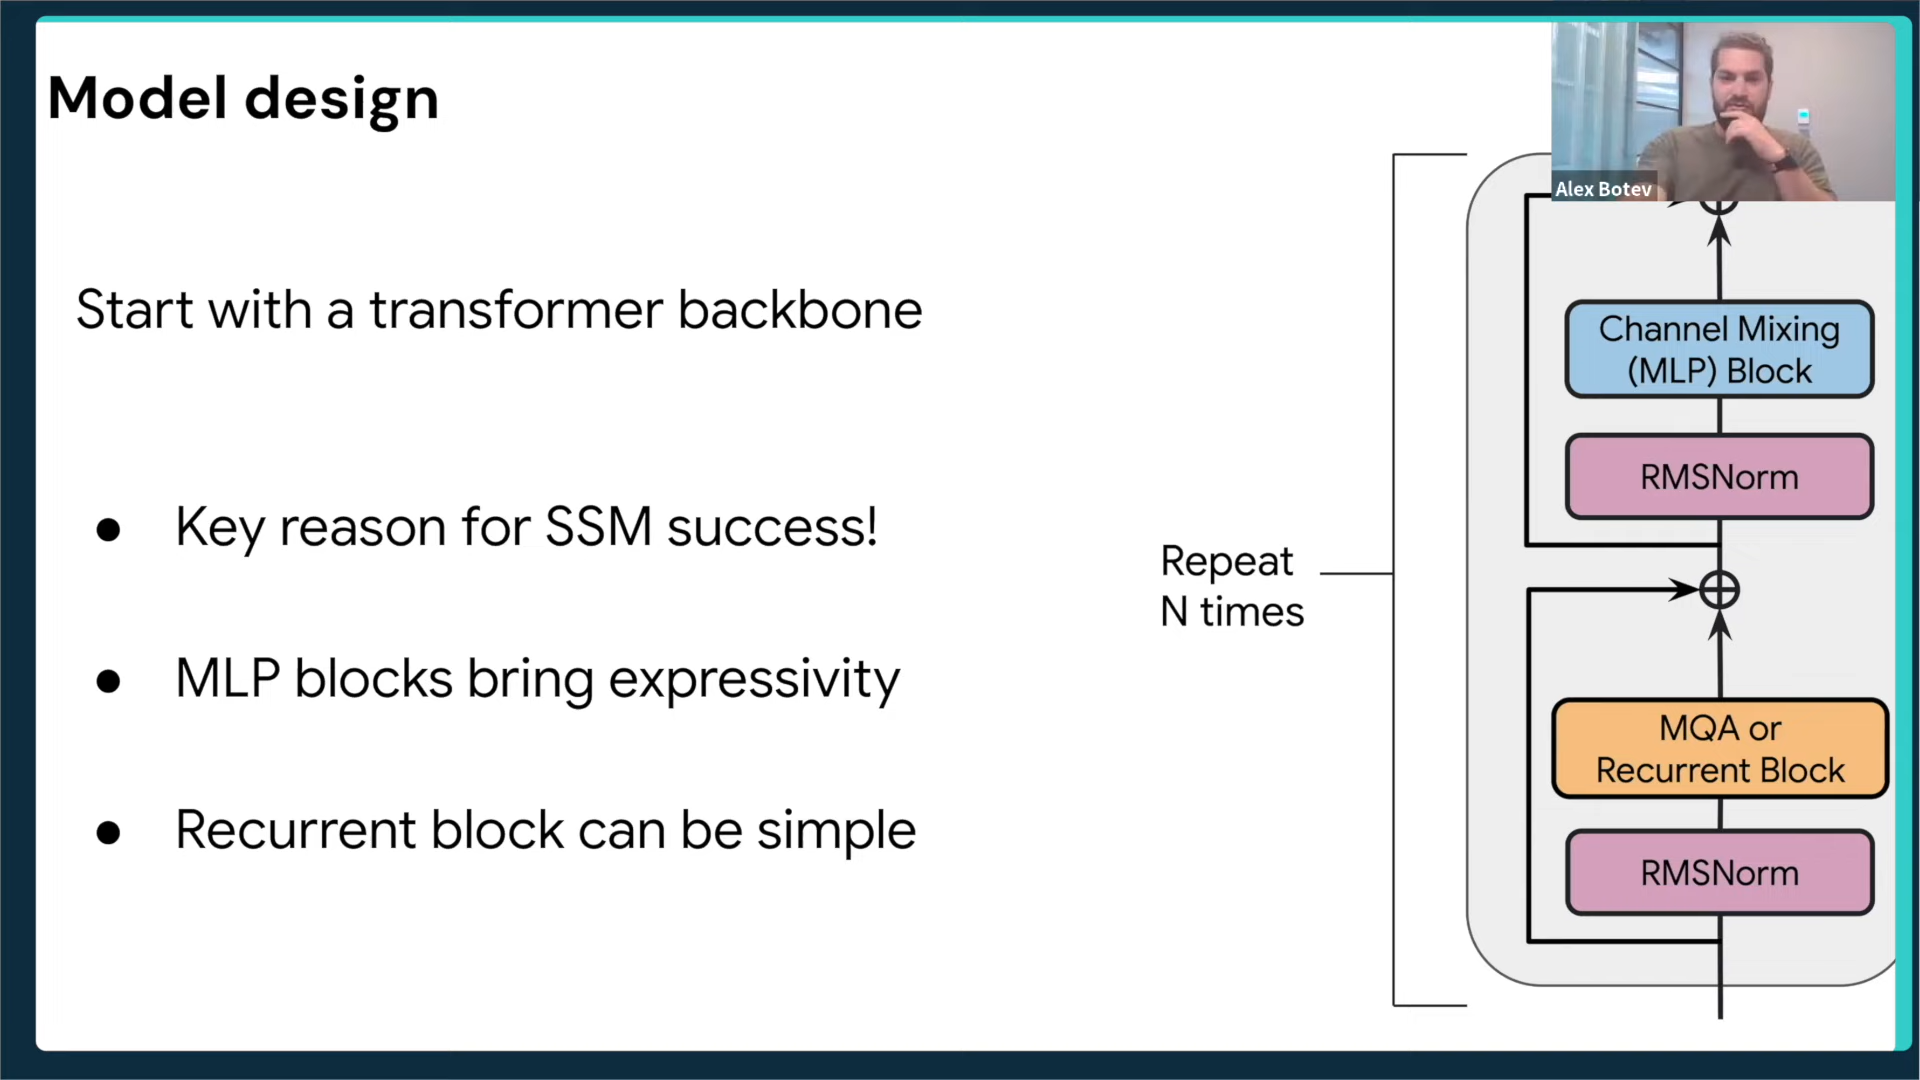 Model design
Start with a transformer backbone
● Key reason for SSM success!
● MLP blocks bring expressivity
● Recurrent block can be simple
Repeat
N times
Alex Botev
Channel Mixing
(MLP) Block
RMSNorm
MQA or
Recurrent Block
RMSNorm